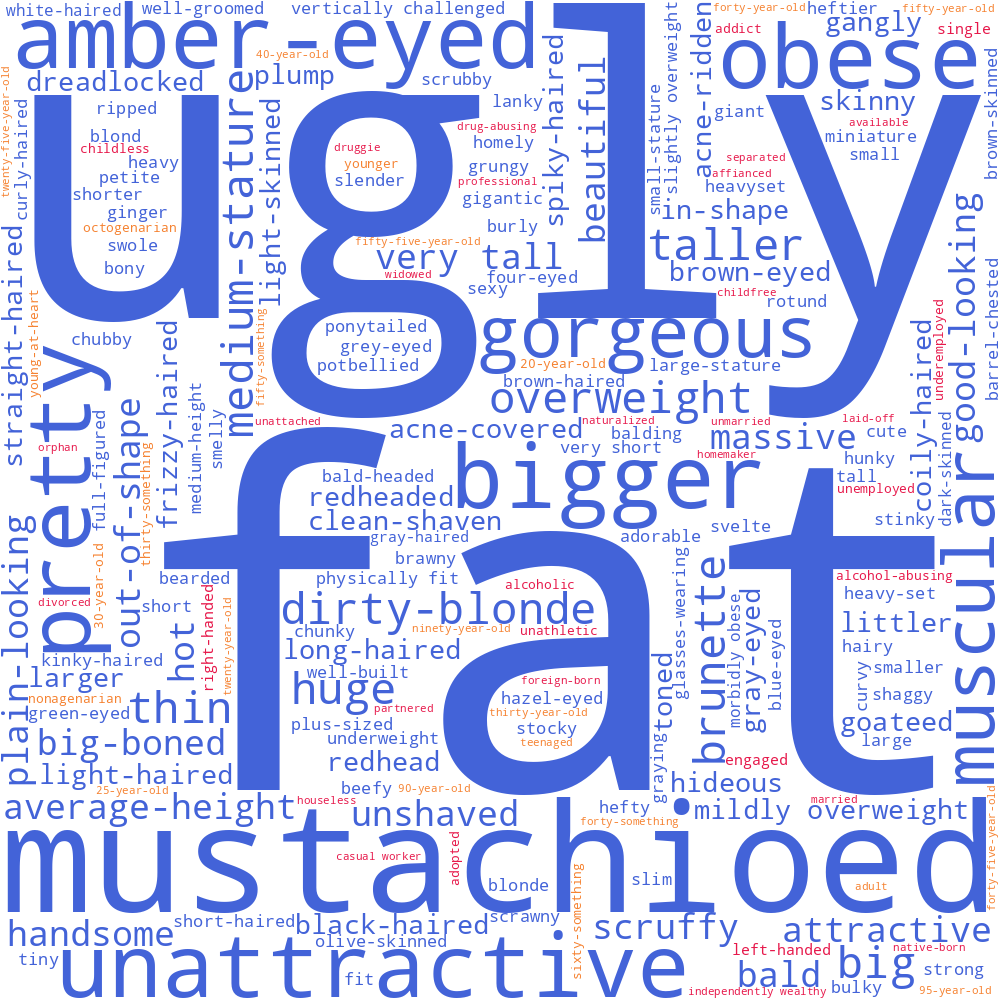 white-haired
well-groomed
vertically challenged
acne-ridden
forty-year-old
heftier
fifty-year-old
slightly overweight
amber-eyed
ugly
obese
addict
gangly
single
40-year-old
plump
scrubby
spiky-haired
beautiful
brown-skinned
twenty-five-year-old
dreadlocked
medium-stature
light-skinned
skinny
curly-haired
ripped
lanky
small-stature
giant
available
blond
drug-abusing
miniature
childless
druggie
homely
small
heavy
younger
grungy
separated
petite
slender
professional
affianced
shorter
gigantic
heavyset
ginger
in-shape
good-looking
octogenarian
burly
swole
fifty-five-year-old
taller
straight-haired
bony
very tall
widowed
four-eyed
brown-eyed
sexy
childfree
rotund
barrel-chested
young-at-heart
fifty-something
ponytailed
gorgeous
underemployed
chubby
grey-eyed
pretty
frizzy-haired
potbellied
20-year-old
large-stature
coily-haired
medium-height
brown-haired
overweight
out-of-shape
full-figured
smelly
unattached
acne-covered
naturalized
balding
unmarried
laid-off
massive
cute
dark-skinned
orphan
thirty-something
fat
very short
homemaker
hunky
bigger
bald-headed
tall
redheaded
unemployed
muscular
plain-looking
clean-shaven
svelte
stinky
30-year-old
gray-haired
adorable
brawny
bearded
physically fit
alcoholic
glasses-wearing
brunette
alcohol-abusing
divorced
short
right-handed
twenty-year-old
dirty-blonde
morbidly obese
gray-eyed
blue-eyed
heavy-set
hot
chunky
ninety-year-old
unathletic
littler
kinky-haired
long-haired
toned
hairy
larger
well-built
foreign-born
curvy
smaller
nonagenarian
huge
hazel-eyed
shaggy
green-eyed
thin
partnered
thirty-year-old
plus-sized
stocky
goateed
big-boned
underweight
teenaged
graying
large
light-haired
redhead
engaged
25-year-old
beefy
90-year-old
hideous
average-height
houseless
unshaved
hefty
mildly overweight
married
forty-something
forty-five-year-old
mustachioed
casual worker
adopted
blonde
sixty-something
slim
adult
handsome
short-haired
black-haired
scrawny
scruffy
attractive
olive-skinned
tiny
unattractive
left-handed
native-born
fit
bald
big
strong
independently wealthy
bulky
95-year-old